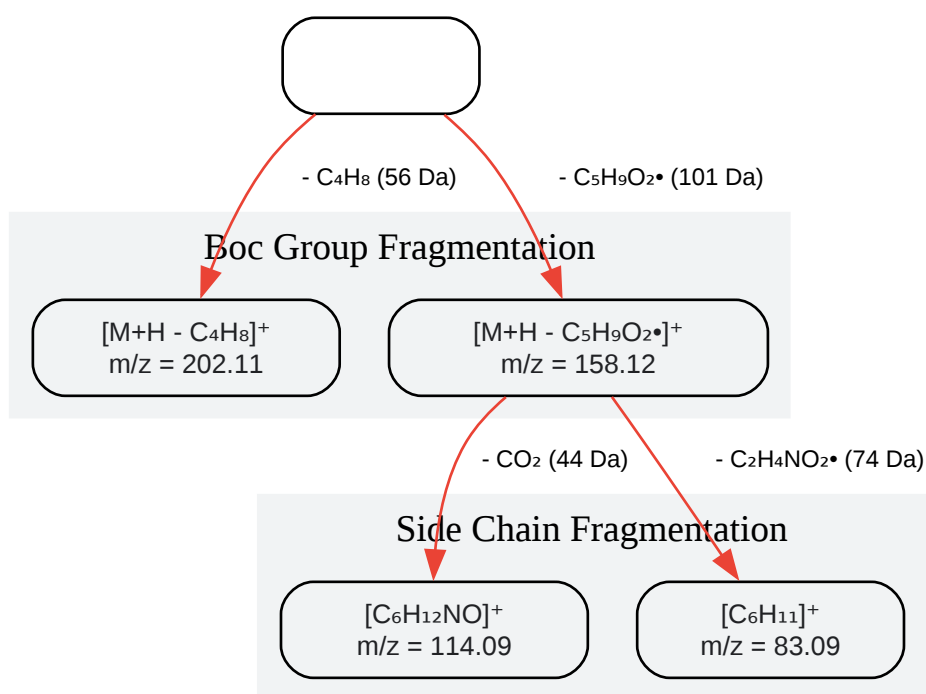 - C₄H₈ (56 Da)
- C₅H₉O₂• (101 Da)
Boc Group Fragmentation
[M+H - C₄H₈]⁺
m/z = 202.11
[M+H - C₅H₉O₂•]⁺
m/z = 158.12
- CO₂ (44 Da)
- C₂H₄NO₂• (74 Da)
Side Chain Fragmentation
[C₆H₁₂NO]⁺
m/z = 114.09
[C₆H₁₁]⁺
m/z = 83.09